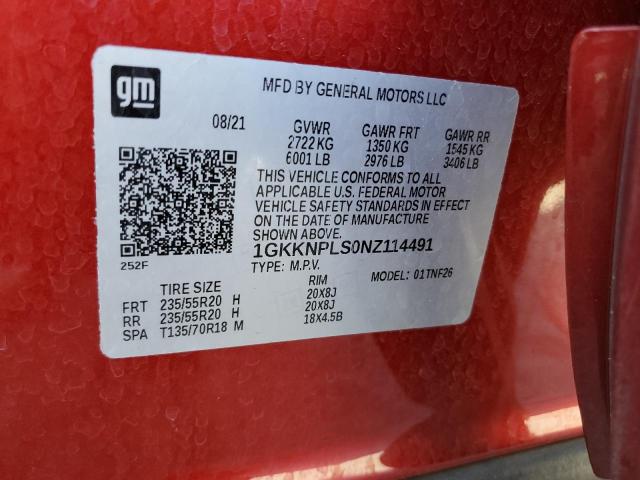 gm
MFD BY GENERAL MOTORS LLC
08/21 GVWR GAWR FRT GAWR RR
2722 KG 1350 KG 1545 KG
6001 LB 2976 LB 3406 LB
THIS VEHICLE CONFORMS TO ALL
APPLICABLE U.S. FEDERAL MOTOR
VEHICLE SAFETY STANDARDS IN EFFECT
ON THE DATE OF MANUFACTURE
SHOWN ABOVE.
1GKKNPLS0NZ114491
252F TYPE: M.P.V. MODEL: 01TNF26
TIRE SIZE RIM
FRT 235/55R20 H 20X8J
RR 235/55R20 H 20X8J
SPA T135/70R18 M 18X4.5B